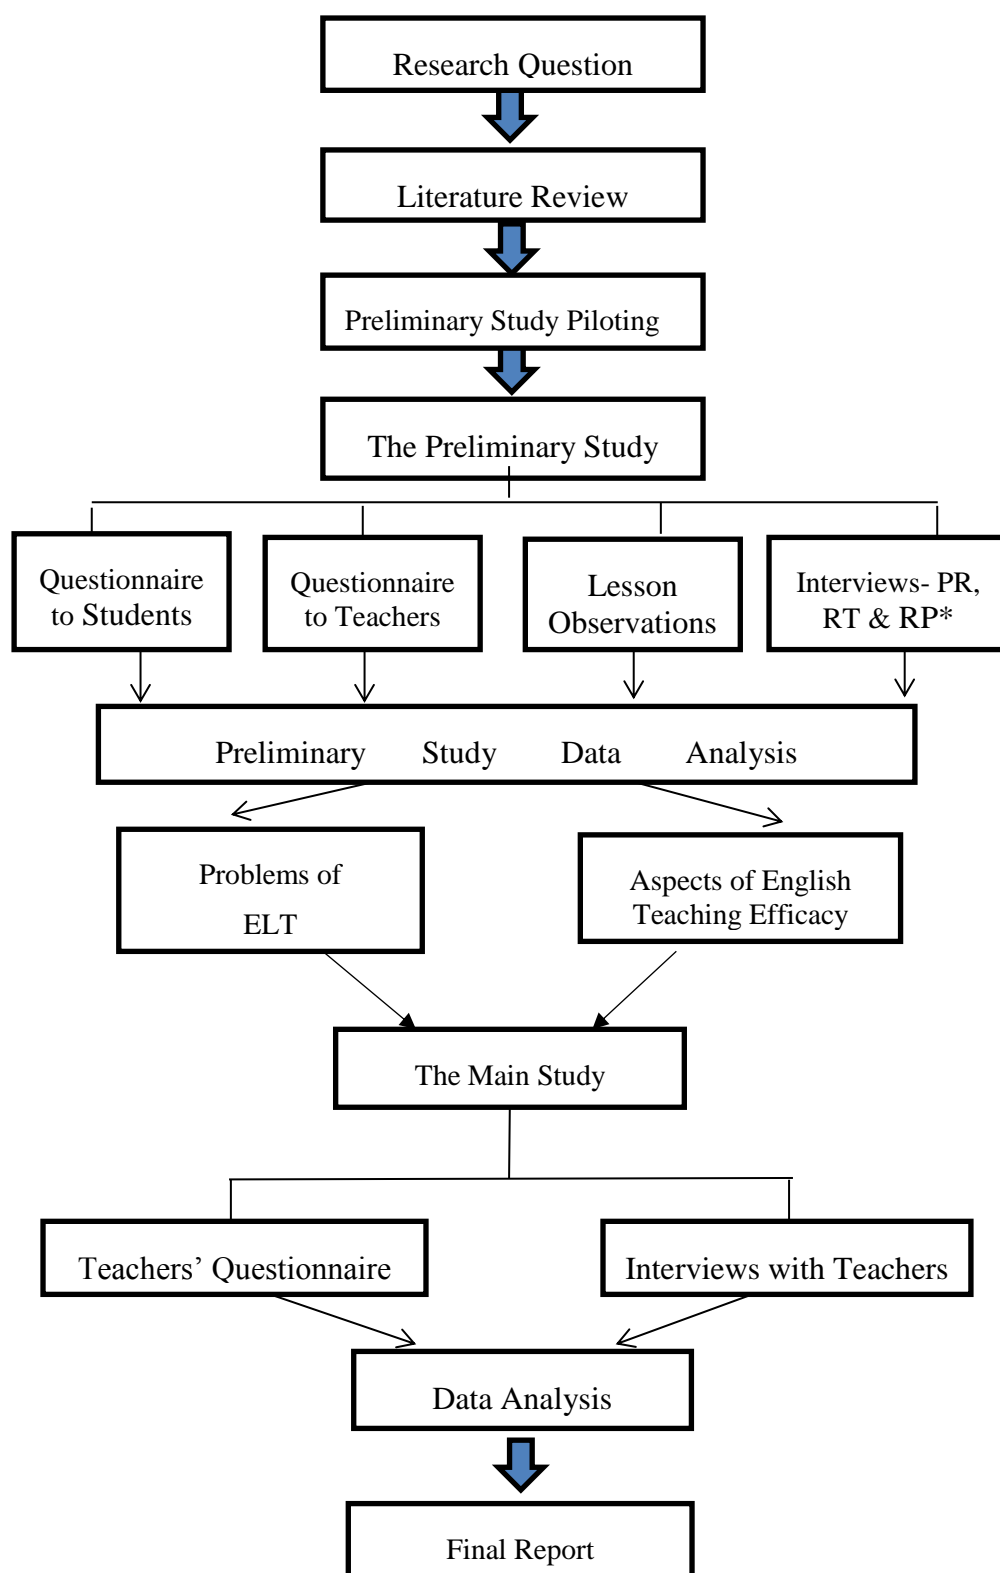 Research Question
Literature Review
Preliminary Study Piloting
The Preliminary Study
Questionnaire
to Students
Questionnaire
to Teachers
Lesson
Observations
Interviews- PR,
RT & RP*
Preliminary Study Data Analysis
Problems of
ELT
Aspects of English
Teaching Efficacy
The Main Study
Teachers’ Questionnaire
Interviews with Teachers
Data Analysis
Final Report